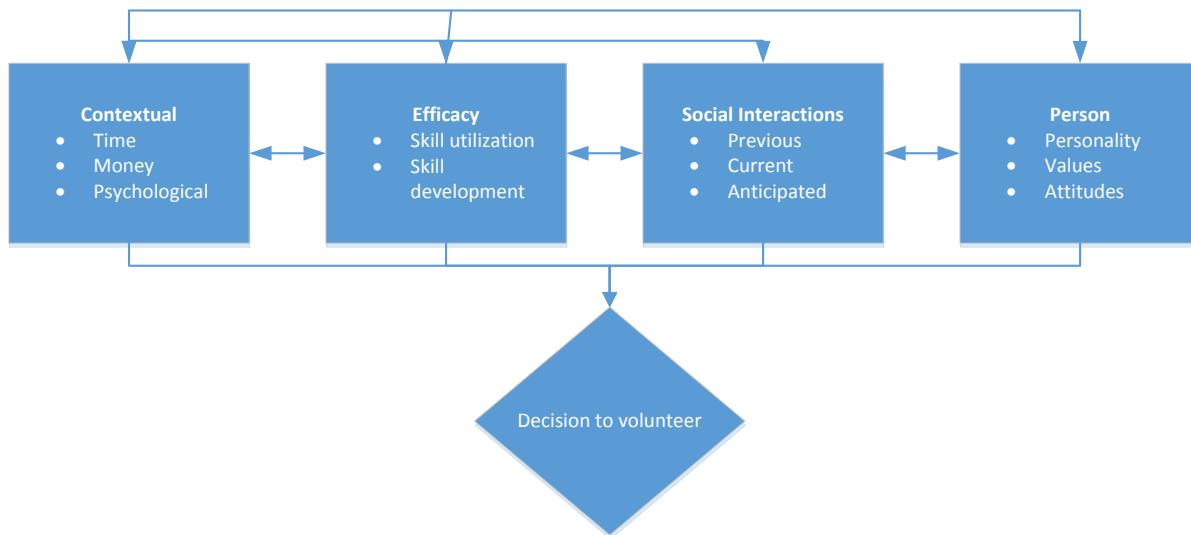 Contextual
• Time
• Money
• Psychological
Efficacy
• Skill utilization
• Skill
development
Social Interactions
• Previous
• Current
• Anticipated
Person
• Personality
• Values
• Attitudes
Decision to volunteer